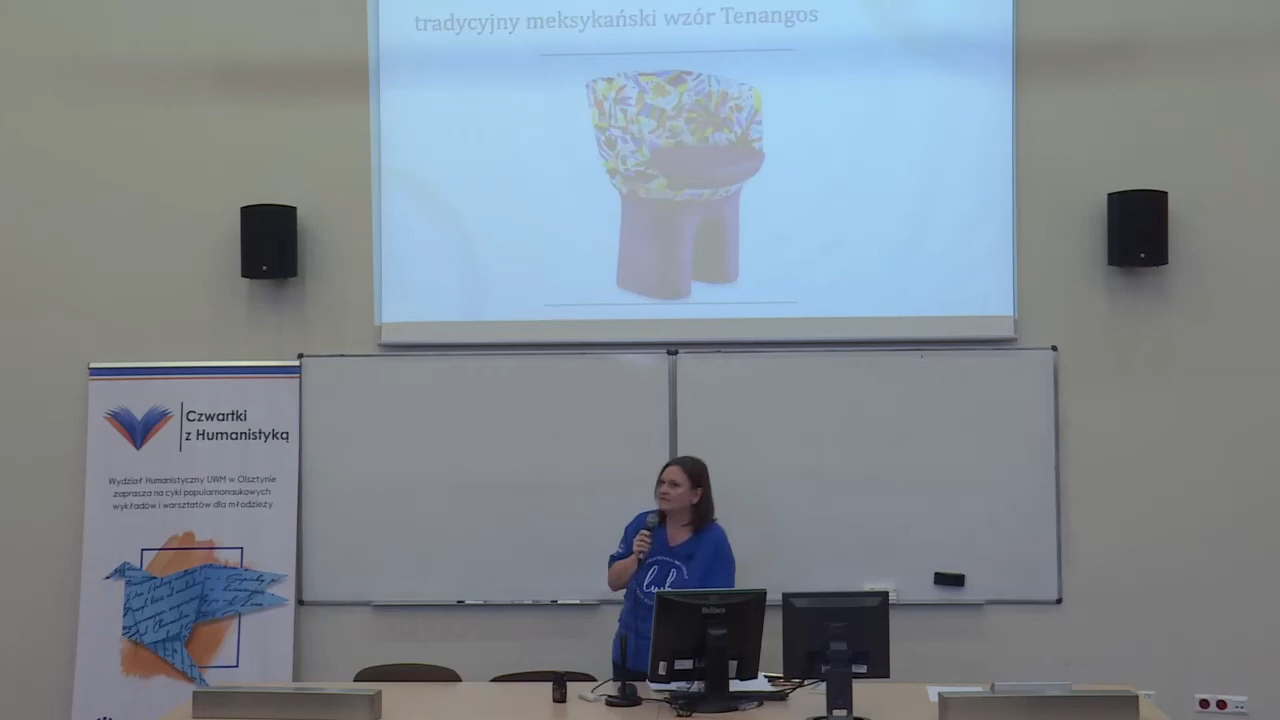 tradycyjny meksykański wzór Tenangos
Czwartki
z Humanistyką
Wydział Humanistyczny UWM w Olsztynie
zaprasza na cykl popularnonaukowych
wykładów i warsztatów dla młodzieży